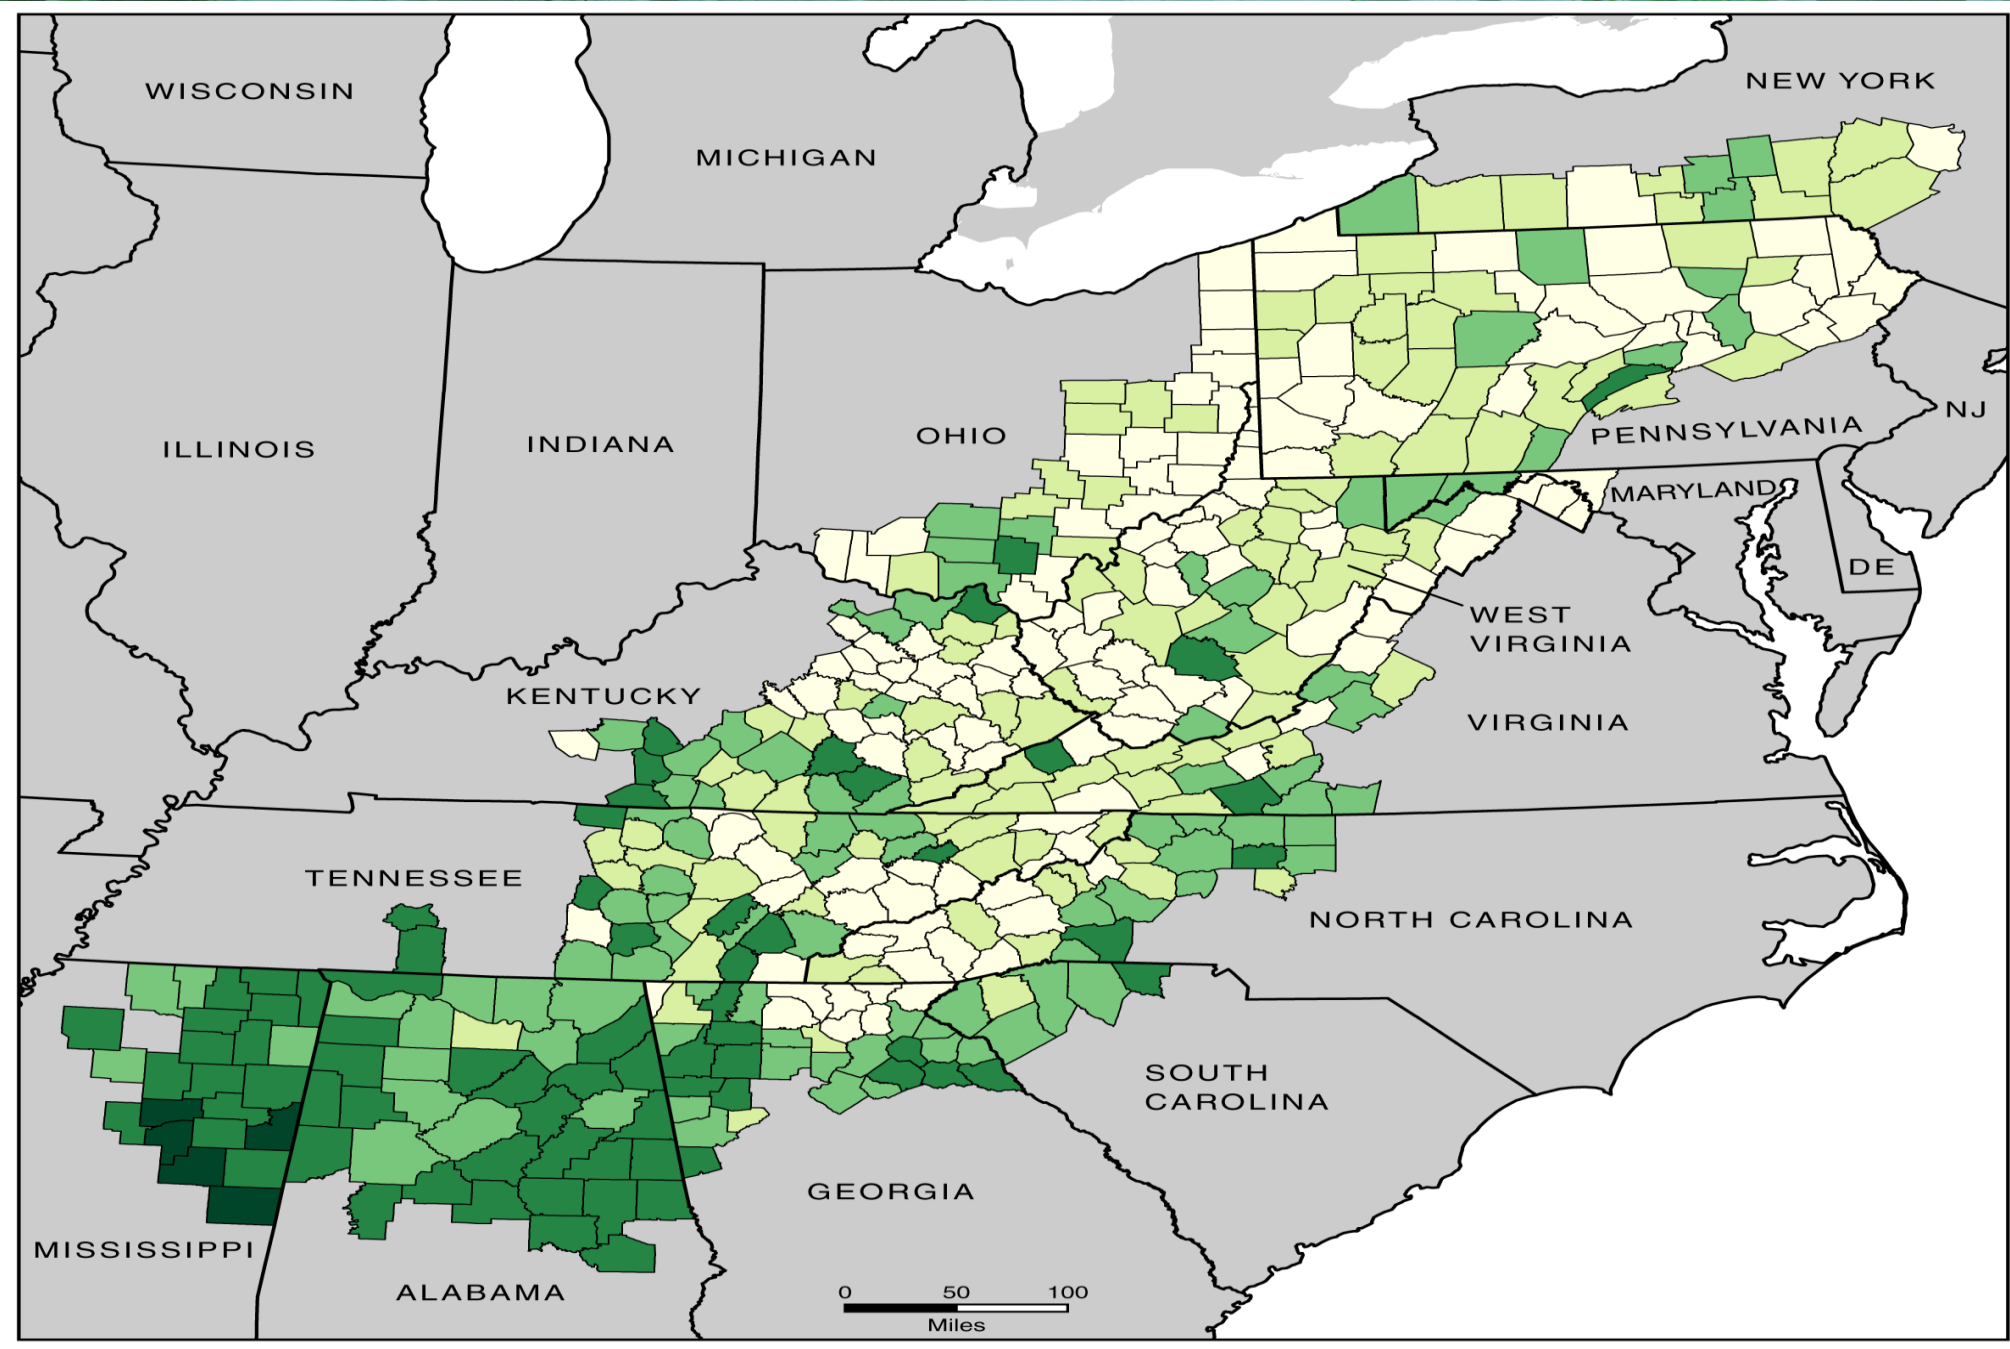 WISCONSIN
MICHIGAN
NEW YORK
ILLINOIS
INDIANA
OHIO
PENNSYLVANIA
NJ
MARYLAND
DE
WEST
VIRGINIA
KENTUCKY
VIRGINIA
TENNESSEE
NORTH CAROLINA
SOUTH
CAROLINA
GEORGIA
MISSISSIPPI
ALABAMA
0 50 100
Miles